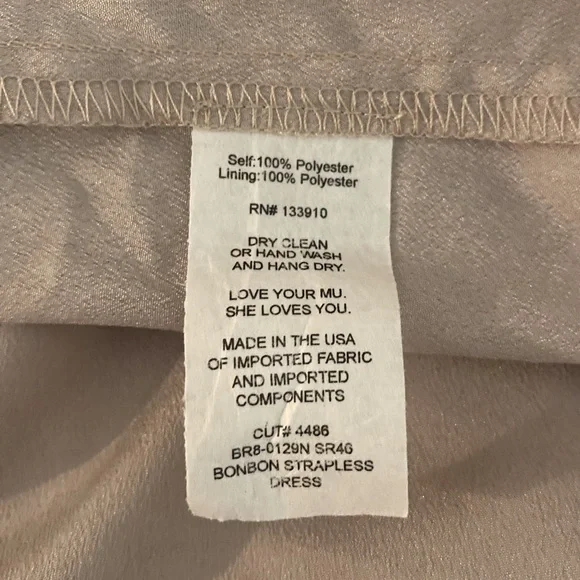 Self:100% Polyester
Lining:100% Polyester
RN# 133910
DRY CLEAN
OR HAND WASH
AND HANG DRY.
LOVE YOUR MU.
SHE LOVES YOU.
MADE IN THE USA
OF IMPORTED FABRIC
AND IMPORTED
COMPONENTS
CUT# 4486
BR8-0129N SR46
BONBON STRAPLESS
DRESS